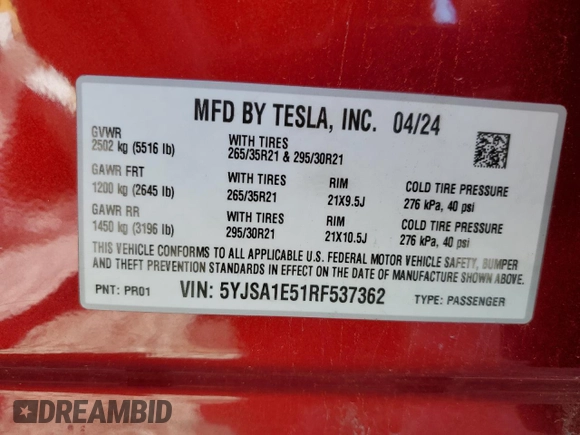 MFD BY TESLA, INC. 04/24
GVWR
2502 kg (5516 lb)
WITH TIRES
265/35R21 & 295/30R21
GAWR FRT
1200 kg (2645 lb)
WITH TIRES
265/35R21
RIM
21X9.5J
COLD TIRE PRESSURE
276 kPa, 40 psi
GAWR RR
1450 kg (3196 lb)
WITH TIRES
295/30R21
RIM
21X10.5J
COLD TIRE PRESSURE
276 kPa, 40 psi
THIS VEHICLE CONFORMS TO ALL APPLICABLE U.S. FEDERAL MOTOR VEHICLE SAFETY, BUMPER
AND THEFT PREVENTION STANDARDS IN EFFECT ON THE DATE OF MANUFACTURE SHOWN ABOVE.
PNT: PR01
VIN: 5YJSA1E51RF537362
TYPE: PASSENGER
DREAMBID